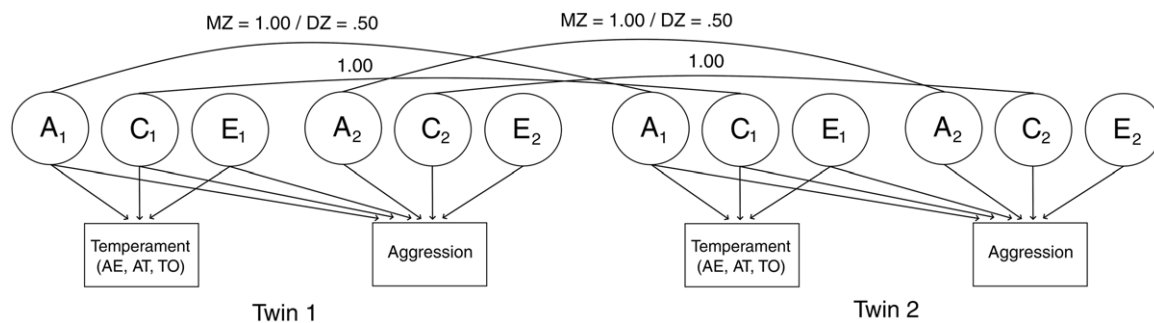 MZ = 1.00 / DZ = .50 MZ = 1.00 / DZ = .50
1.00 1.00
A1 C1 E1 A2 C2 E2 A1 C1 E1 A2 C2 E2
Temperament
(AE, AT, TO)
Aggression
Temperament
(AE, AT, TO)
Aggression
Twin 1 Twin 2